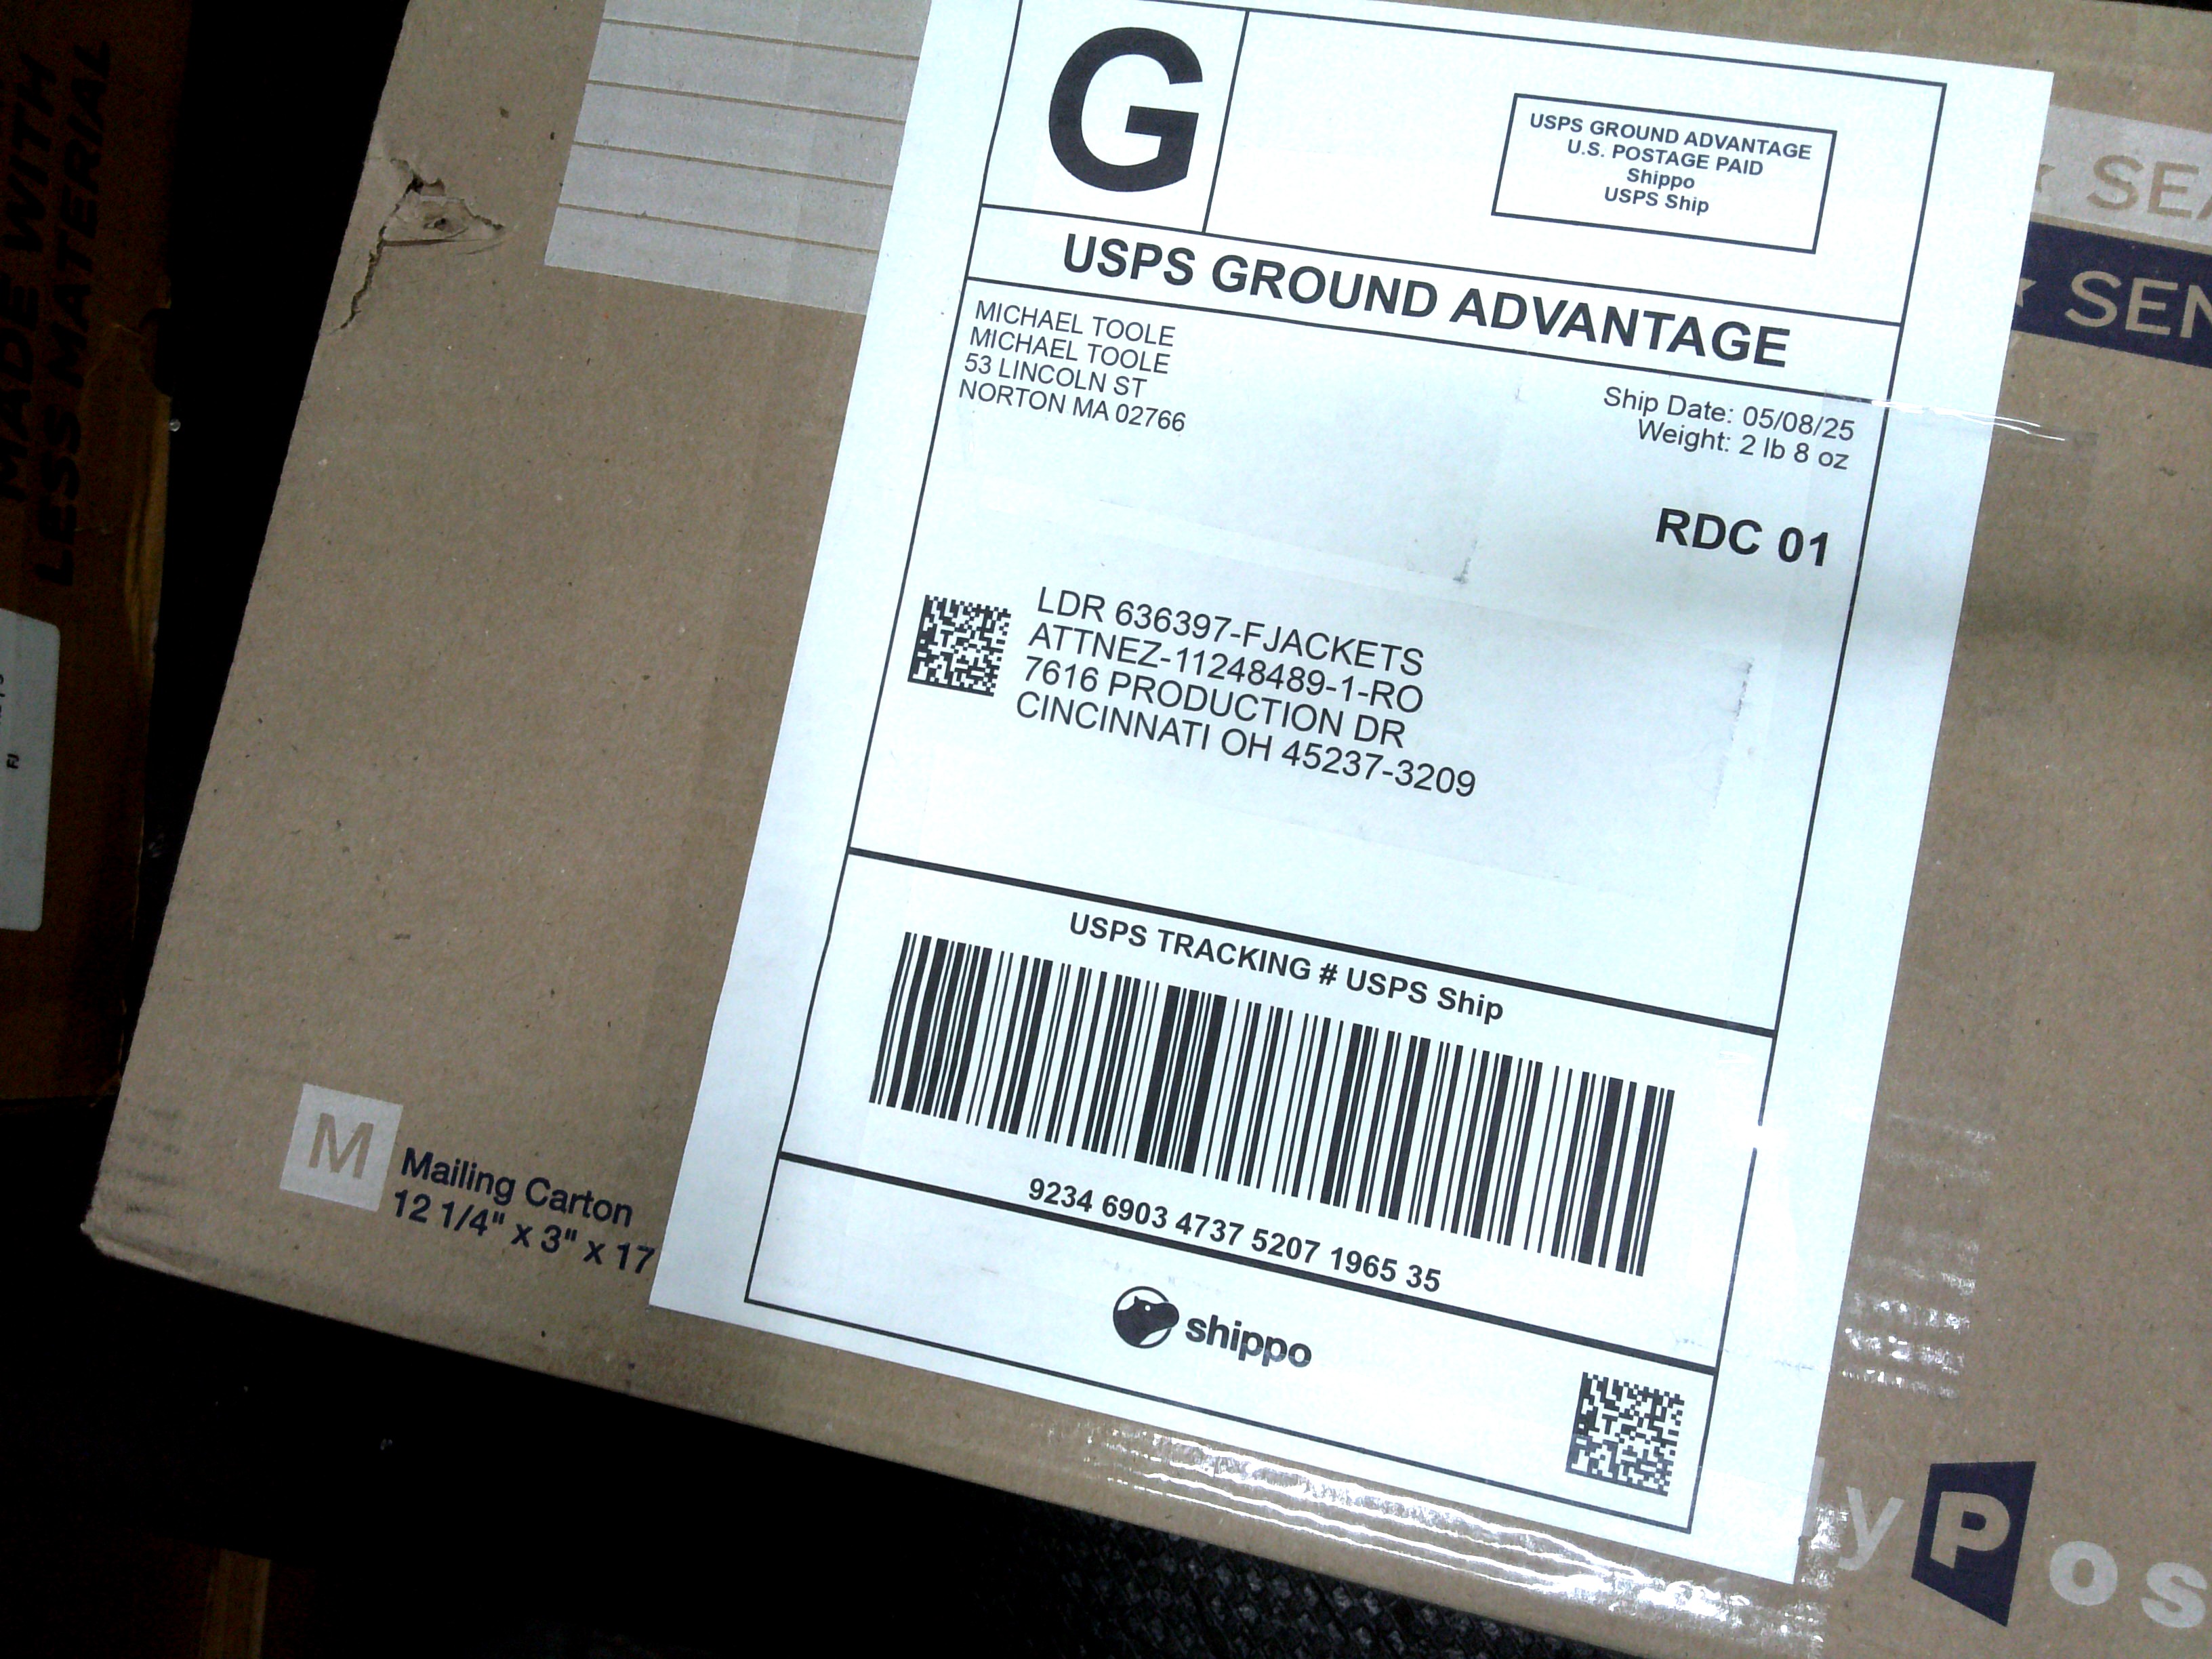 MADE WITH
LESS MATERIAL
FJ
G
USPS GROUND ADVANTAGE
U.S. POSTAGE PAID
Shippo
USPS Ship
USPS GROUND ADVANTAGE
MICHAEL TOOLE
MICHAEL TOOLE
53 LINCOLN ST
NORTON MA 02766
Ship Date: 05/08/25
Weight: 2 lb 8 oz
RDC 01
LDR 636397-FJACKETS
ATTNEZ-11248489-1-RO
7616 PRODUCTION DR
CINCINNATI OH 45237-3209
USPS TRACKING # USPS Ship
9234 6903 4737 5207 1965 35
shippo
M
Mailing Carton
12 1/4" x 3" x 17
SEA
SEN
y P o s